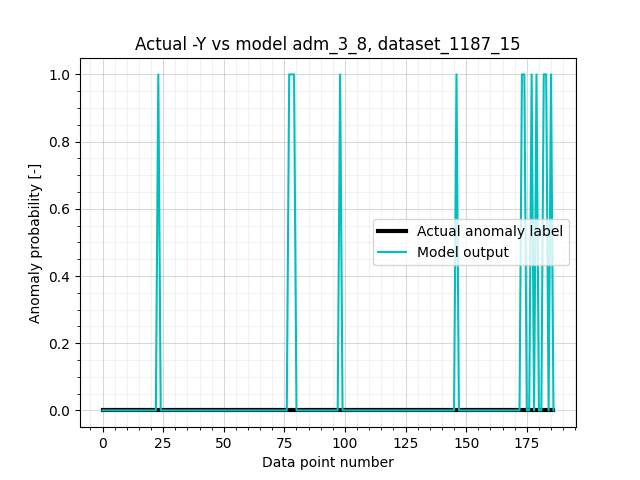 Actual -Y vs model adm_3_8, dataset_1187_15
Anomaly probability [-]
1.0
0.8
0.6
0.4
0.2
0.0
Actual anomaly label
Model output
0 25 50 75 100 125 150 175
Data point number